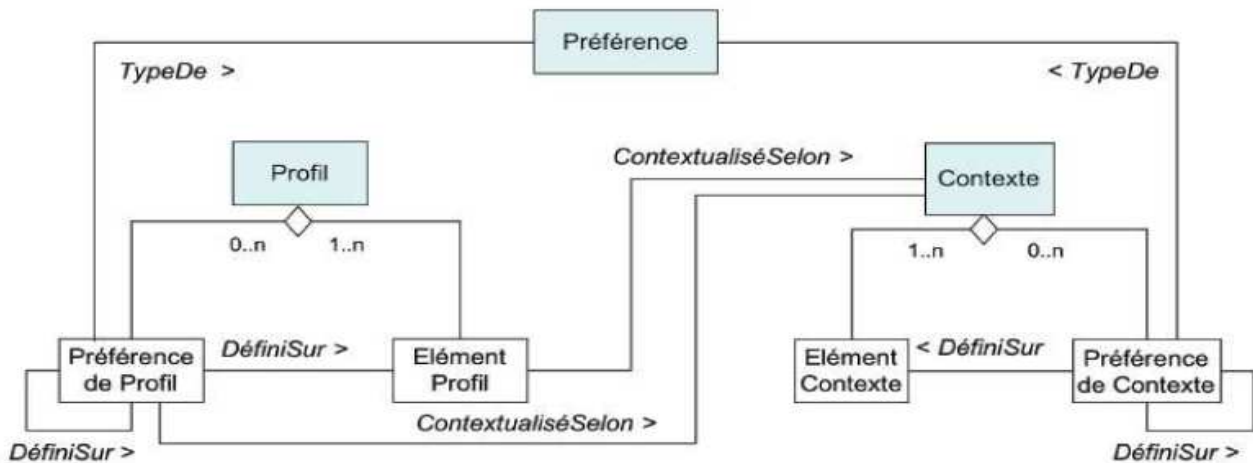 Préférence
TypeDe >
< TypeDe
Profil
ContextualiséSelon >
Contexte
0..n
1..n
1..n
0..n
Préférence
de Profil
DéfiniSur >
Elément
Profil
Elément
Contexte
< DéfiniSur
Préférence
de Contexte
ContextualiséSelon >
DéfiniSur >
DéfiniSur >